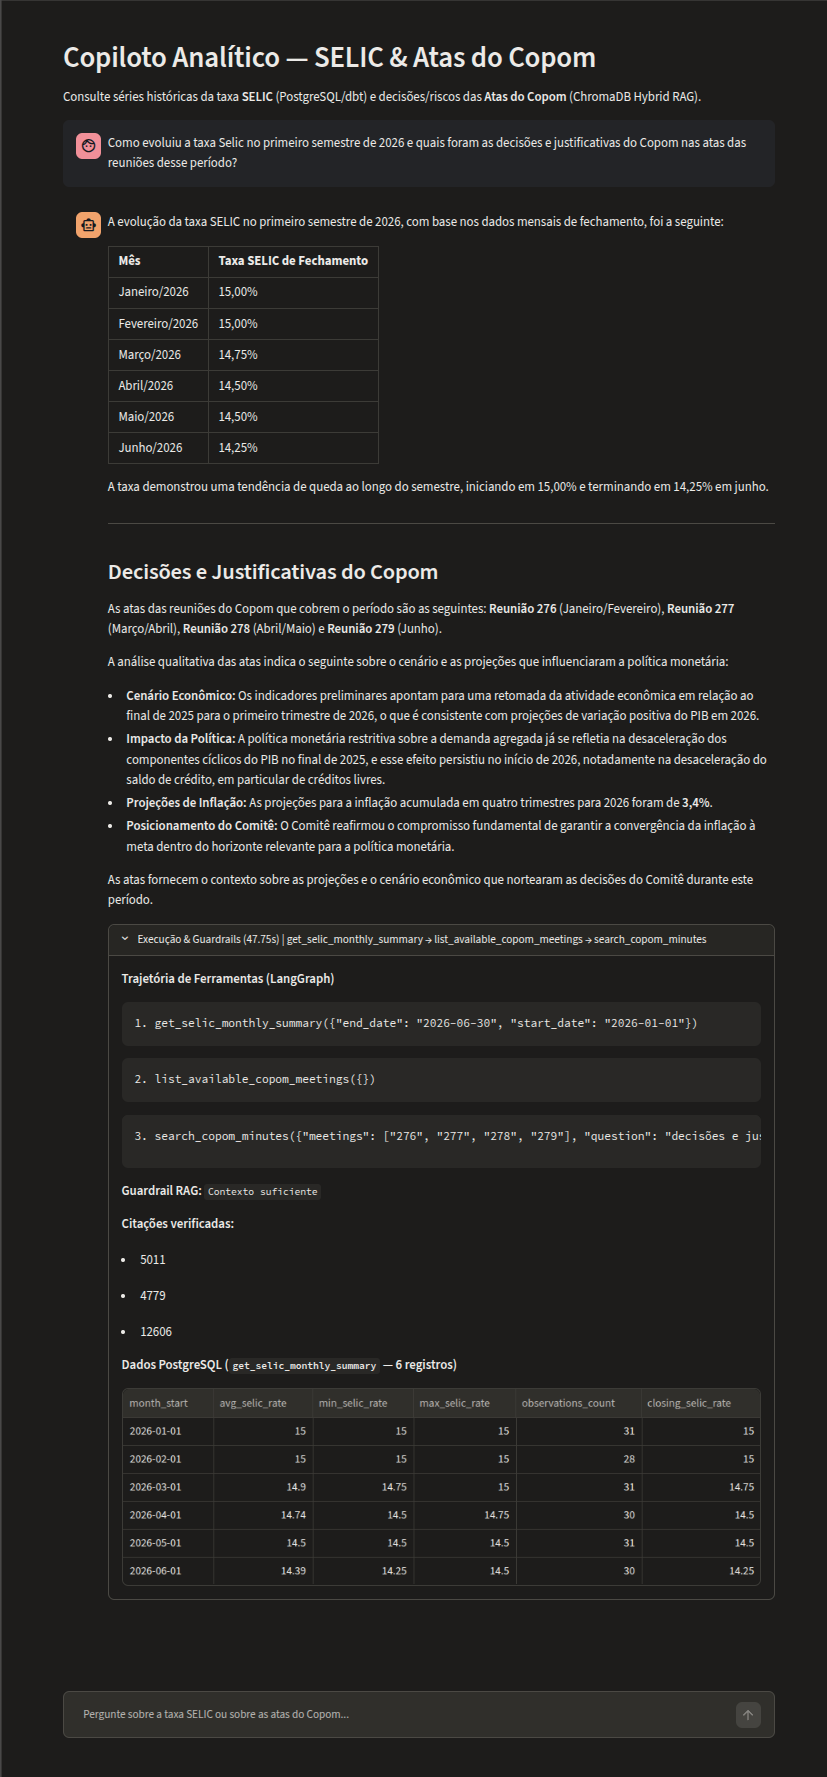 Copiloto Analítico — SELIC & Atas do Copom
Consulte séries históricas da taxa SELIC (PostgreSQL/dbt) e decisões/riscos das Atas do Copom (ChromaDB Hybrid RAG).
Como evoluiu a taxa Selic no primeiro semestre de 2026 e quais foram as decisões e justificativas do Copom nas atas das
reuniões desse período?
A evolução da taxa SELIC no primeiro semestre de 2026, com base nos dados mensais de fechamento, foi a seguinte:
Mês Taxa SELIC de Fechamento
Janeiro/2026 15,00%
Fevereiro/2026 15,00%
Março/2026 14,75%
Abril/2026 14,50%
Maio/2026 14,50%
Junho/2026 14,25%
A taxa demonstrou uma tendência de queda ao longo do semestre, iniciando em 15,00% e terminando em 14,25% em junho.
Decisões e Justificativas do Copom
As atas das reuniões do Copom que cobrem o período são as seguintes: Reunião 276 (Janeiro/Fevereiro), Reunião 277
(Março/Abril), Reunião 278 (Abril/Maio) e Reunião 279 (Junho).
A análise qualitativa das atas indica o seguinte sobre o cenário e as projeções que influenciaram a política monetária:
• Cenário Econômico: Os indicadores preliminares apontam para uma retomada da atividade econômica em relação ao
final de 2025 para o primeiro trimestre de 2026, o que é consistente com projeções de variação positiva do PIB em 2026.
• Impacto da Política: A política monetária restritiva sobre a demanda agregada já se refletia na desaceleração dos
componentes cíclicos do PIB no final de 2025, e esse efeito persistiu no início de 2026, notadamente na desaceleração do
saldo de crédito, em particular de créditos livres.
• Projeções de Inflação: As projeções para a inflação acumulada em quatro trimestres para 2026 foram de 3,4%.
• Posicionamento do Comitê: O Comitê reafirmou o compromisso fundamental de garantir a convergência da inflação à
meta dentro do horizonte relevante para a política monetária.
As atas fornecem o contexto sobre as projeções e o cenário econômico que nortearam as decisões do Comitê durante este
período.
Execução & Guardrails (47.75s) | get_selic_monthly_summary → list_available_copom_meetings → search_copom_minutes
Trajetória de Ferramentas (LangGraph)
1. get_selic_monthly_summary({"end_date": "2026-06-30", "start_date": "2026-01-01"})
2. list_available_copom_meetings({})
3. search_copom_minutes({"meetings": ["276", "277", "278", "279"], "question": "decisões e jus
Guardrail RAG: Contexto suficiente
Citações verificadas:
• 5011
• 4779
• 12606
Dados PostgreSQL ( get_selic_monthly_summary — 6 registros)
month_start avg_selic_rate min_selic_rate max_selic_rate observations_count closing_selic_rate
2026-01-01 15 15 15 31 15
2026-02-01 15 15 15 28 15
2026-03-01 14.9 14.75 15 31 14.75
2026-04-01 14.74 14.5 14.75 30 14.5
2026-05-01 14.5 14.5 14.5 31 14.5
2026-06-01 14.39 14.25 14.5 30 14.25
Pergunte sobre a taxa SELIC ou sobre as atas do Copom...